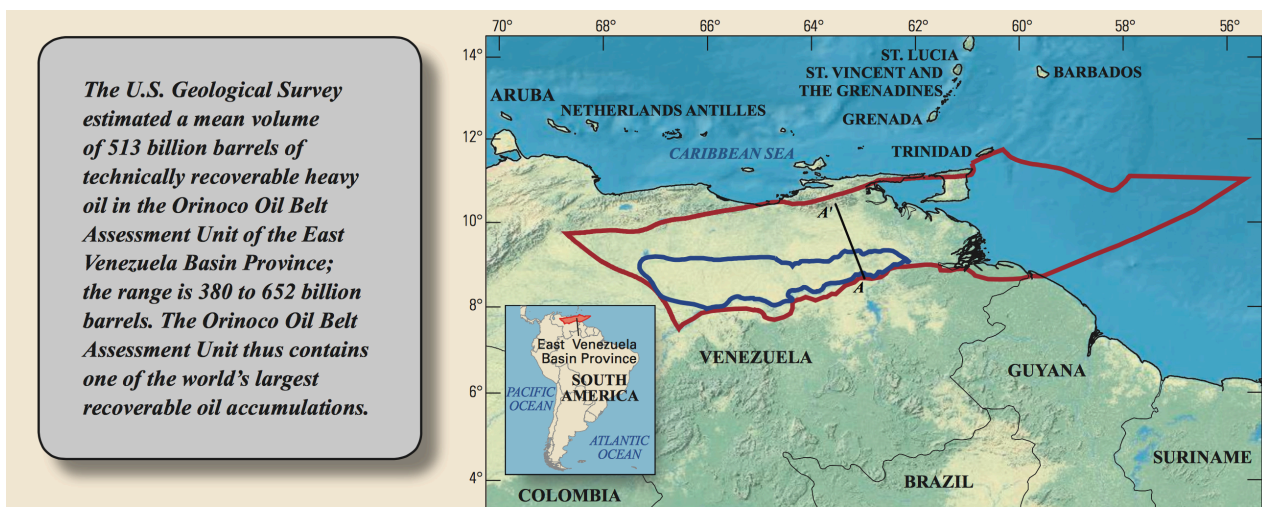 The U.S. Geological Survey
estimated a mean volume
of 513 billion barrels of
technically recoverable heavy
oil in the Orinoco Oil Belt
Assessment Unit of the East
Venezuela Basin Province;
the range is 380 to 652 billion
barrels. The Orinoco Oil Belt
Assessment Unit thus contains
one of the world’s largest
recoverable oil accumulations.
70° 68° 66° 64° 62° 60° 58° 56°
14°
12°
10°
8°
6°
4°
ST. LUCIA
ST. VINCENT AND
THE GRENADINES
BARBADOS
ARUBA
NETHERLANDS ANTILLES
GRENADA
CARIBBEAN SEA
TRINIDAD
A'
A
VENEZUELA
GUYANA
SURINAME
BRAZIL
COLOMBIA
East Venezuela
Basin Province
SOUTH
AMERICA
PACIFIC
OCEAN
ATLANTIC
OCEAN